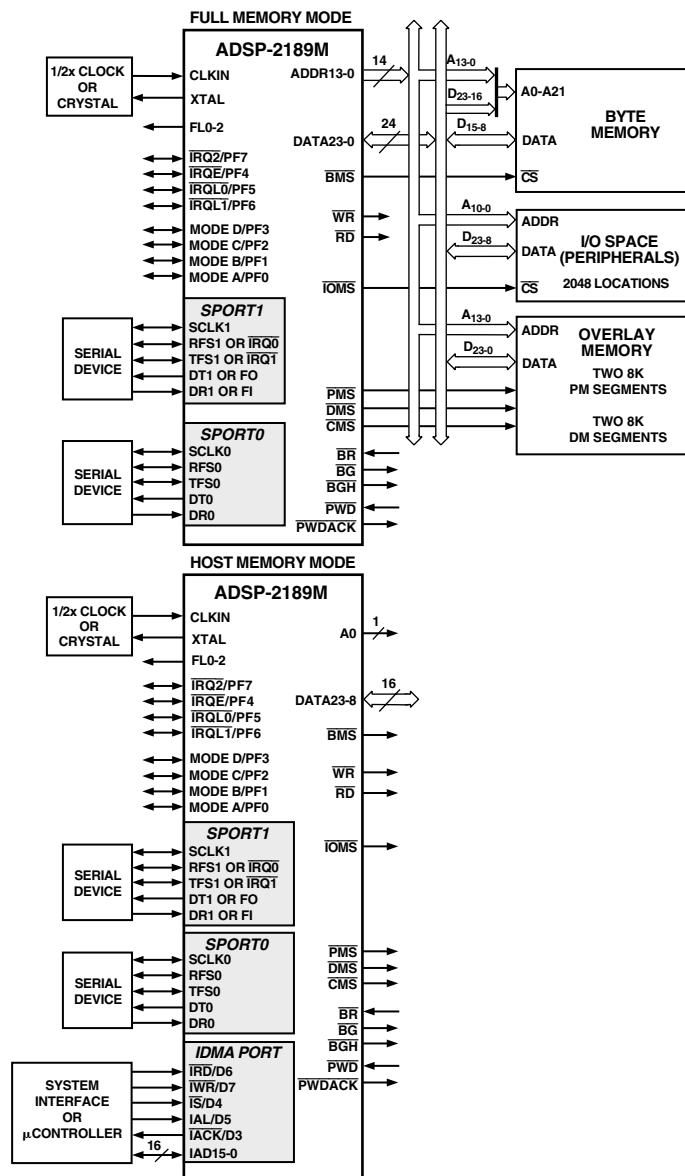 FULL MEMORY MODE
ADSP-2189M
1/2x CLOCK
OR
CRYSTAL
CLKIN
XTAL
FL0-2
IRQ2/PF7
IRQE/PF4
IRQL0/PF5
IRQL1/PF6
MODE D/PF3
MODE C/PF2
MODE B/PF1
MODE A/PF0
SPORT1
SERIAL
DEVICE
SCLK1
RFS1 OR IRQ0
TFS1 OR IRQ1
DT1 OR FO
DR1 OR FI
SPORT0
SERIAL
DEVICE
SCLK0
RFS0
TFS0
DT0
DR0
ADDR13-0
14
DATA23-0
24
BMS
WR
RD
IOMS
PMS
DMS
CMS
BR
BG
BGH
PWD
PWDACK
A13-0
D23-16
D15-8
A0-A21
DATA
CS
BYTE
MEMORY
A10-0
D23-8
ADDR
DATA
CS
I/O SPACE
(PERIPHERALS)
2048 LOCATIONS
A13-0
D23-0
ADDR
DATA
OVERLAY
MEMORY
TWO 8K
PM SEGMENTS
TWO 8K
DM SEGMENTS
HOST MEMORY MODE
ADSP-2189M
1/2x CLOCK
OR
CRYSTAL
CLKIN
XTAL
FL0-2
IRQ2/PF7
IRQE/PF4
IRQL0/PF5
IRQL1/PF6
MODE D/PF3
MODE C/PF2
MODE B/PF1
MODE A/PF0
SPORT1
SERIAL
DEVICE
SCLK1
RFS1 OR IRQ0
TFS1 OR IRQ1
DT1 OR FO
DR1 OR FI
SPORT0
SERIAL
DEVICE
SCLK0
RFS0
TFS0
DT0
DR0
IDMA PORT
SYSTEM
INTERFACE
OR
μCONTROLLER
IRD/D6
IWR/D7
IS/D4
IAL/D5
IACK/D3
IAD15-0
16
A0
1
DATA23-8
16
BMS
WR
RD
IOMS
PMS
DMS
CMS
BR
BG
BGH
PWD
PWDACK